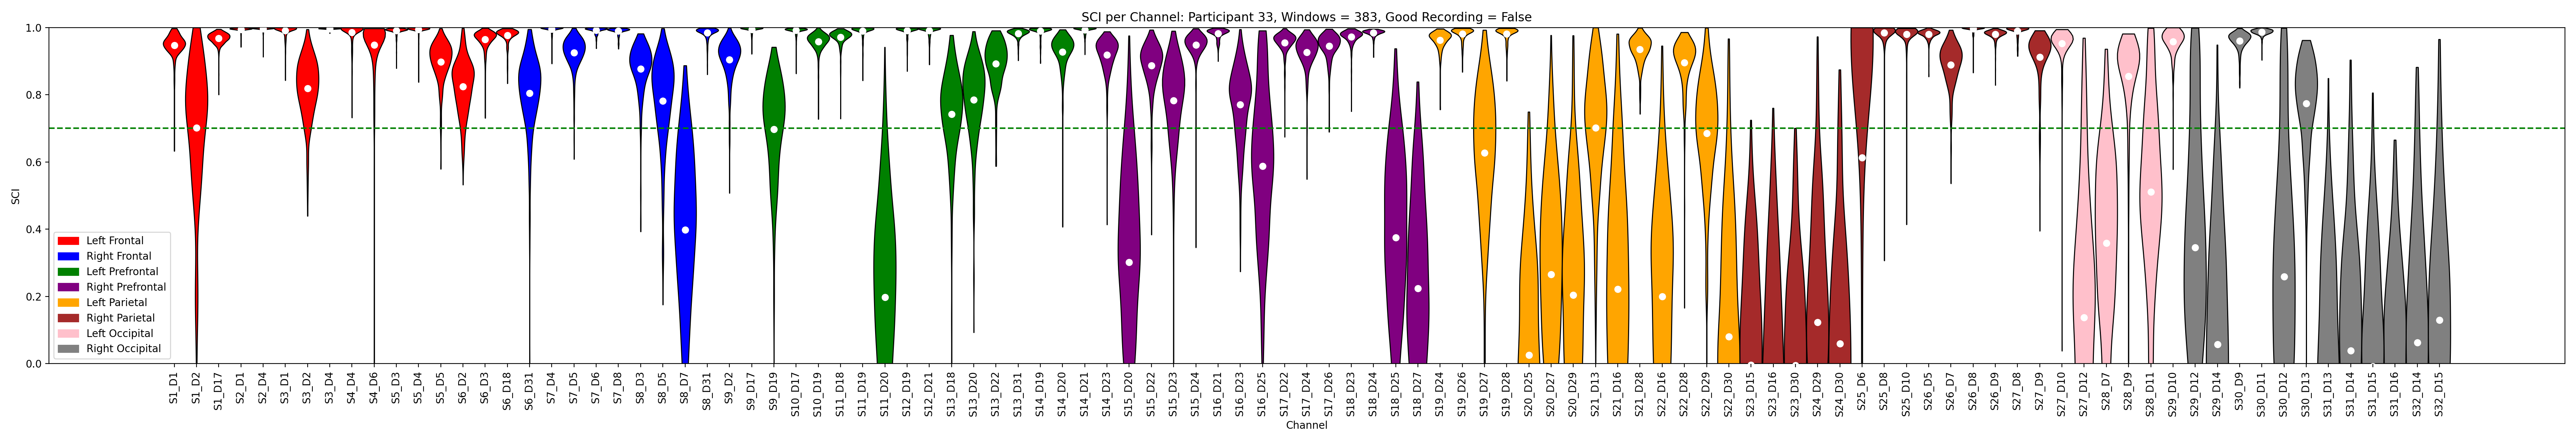 SCI per Channel: Participant 33, Windows = 383, Good Recording = False
SCI
1.0
0.8
0.6
0.4
0.2
0.0
Left Frontal
Right Frontal
Left Prefrontal
Right Prefrontal
Left Parietal
Right Parietal
Left Occipital
Right Occipital
S1_D1
S1_D2
S1_D17
S2_D1
S2_D4
S3_D1
S3_D2
S3_D4
S4_D4
S4_D6
S5_D3
S5_D4
S5_D5
S6_D2
S6_D3
S6_D18
S6_D31
S7_D4
S7_D5
S7_D6
S7_D8
S8_D3
S8_D5
S8_D7
S8_D31
S9_D2
S9_D17
S9_D19
S10_D17
S10_D19
S11_D18
S11_D19
S11_D20
S12_D19
S12_D21
S13_D18
S13_D20
S13_D22
S13_D31
S14_D19
S14_D20
S14_D21
S14_D23
S15_D20
S15_D22
S15_D23
S15_D24
S16_D21
S16_D23
S16_D25
S17_D22
S17_D24
S17_D26
S18_D23
S18_D24
S18_D25
S18_D27
S19_D24
S19_D26
S19_D27
S19_D28
S20_D25
S20_D27
S20_D29
S21_D13
S21_D16
S21_D28
S22_D16
S22_D28
S22_D29
S22_D30
S23_D15
S23_D16
S23_D30
S24_D29
S24_D30
S25_D6
S25_D8
S25_D10
S26_D5
S26_D7
S26_D8
S26_D9
S27_D8
S27_D9
S27_D10
S27_D12
S28_D7
S28_D9
S28_D11
S29_D10
S29_D12
S29_D14
S30_D9
S30_D11
S30_D12
S30_D13
S31_D13
S31_D14
S31_D15
S31_D16
S32_D14
S32_D15
Channel